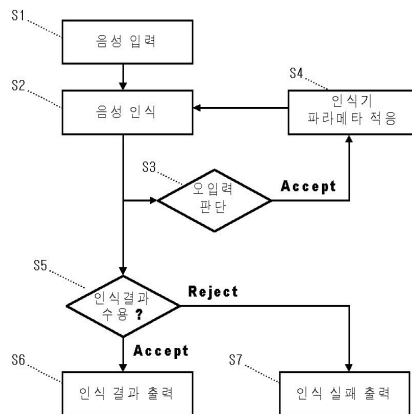 S1
음성 입력
S2
음성 인식
S4
인식기
파라메타 적응
S3
오입력
판단
Accept
S5
인식결과
수용 ?
Reject
Accept
S6
인식 결과 출력
S7
인식 실패 출력